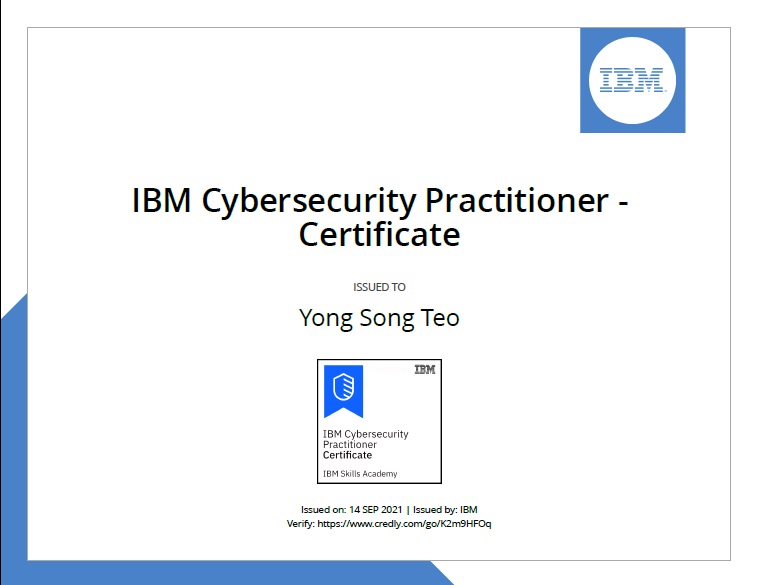 IBM
IBM Cybersecurity Practitioner -
Certificate
ISSUED TO
Yong Song Teo
IBM
IBM Cybersecurity
Practitioner
Certificate
IBM Skills Academy
Issued on: 14 SEP 2021 | Issued by: IBM
Verify: https://www.credly.com/go/K2m9HFOq